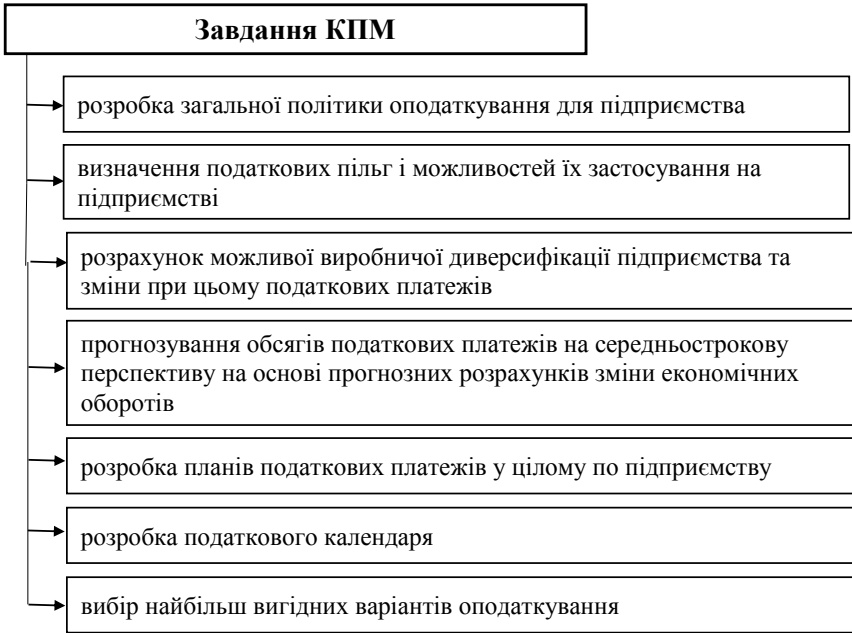 Завдання КПМ
розробка загальної політики оподаткування для підприємства
визначення податкових пільг і можливостей їх застосування на
підприємстві
розрахунок можливої виробничої диверсифікації підприємства та
зміни при цьому податкових платежів
прогнозування обсягів податкових платежів на середньострокову
перспективу на основі прогнозних розрахунків зміни економічних
оборотів
розробка планів податкових платежів у цілому по підприємству
розробка податкового календаря
вибір найбільш вигідних варіантів оподаткування